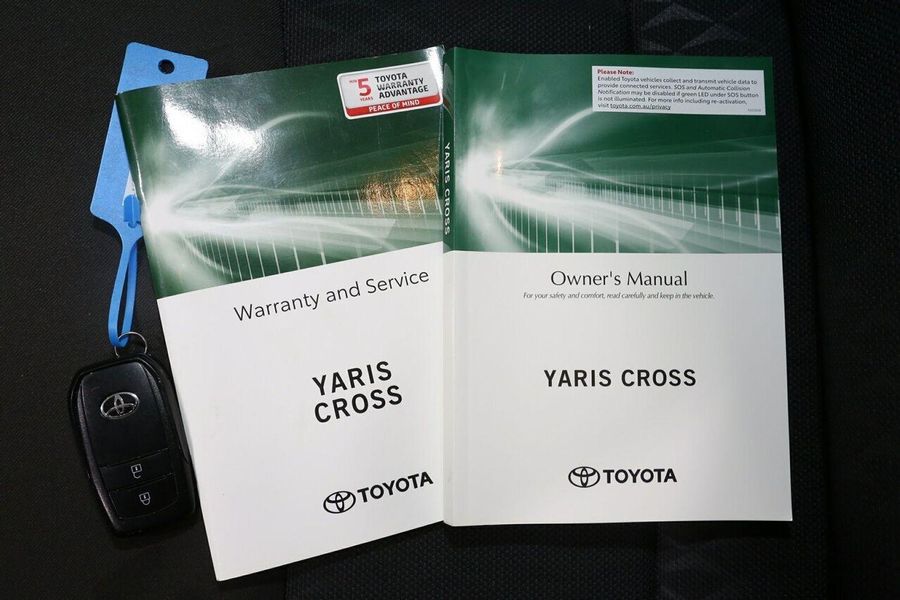 5
YEARS
TOYOTA
WARRANTY
ADVANTAGE
PEACE OF MIND
Warranty and Service
YARIS
CROSS
TOYOTA
YARIS CROSS
Please Note:
Enabled Toyota vehicles collect and transmit vehicle data to
provide connected services. SOS and Automatic Collision
Notification may be disabled if green LED under SOS button
is not illuminated. For more info including re-activation,
visit toyota.com.au/privacy
Owner's Manual
For your safety and comfort, read carefully and keep in the vehicle.
YARIS CROSS
TOYOTA